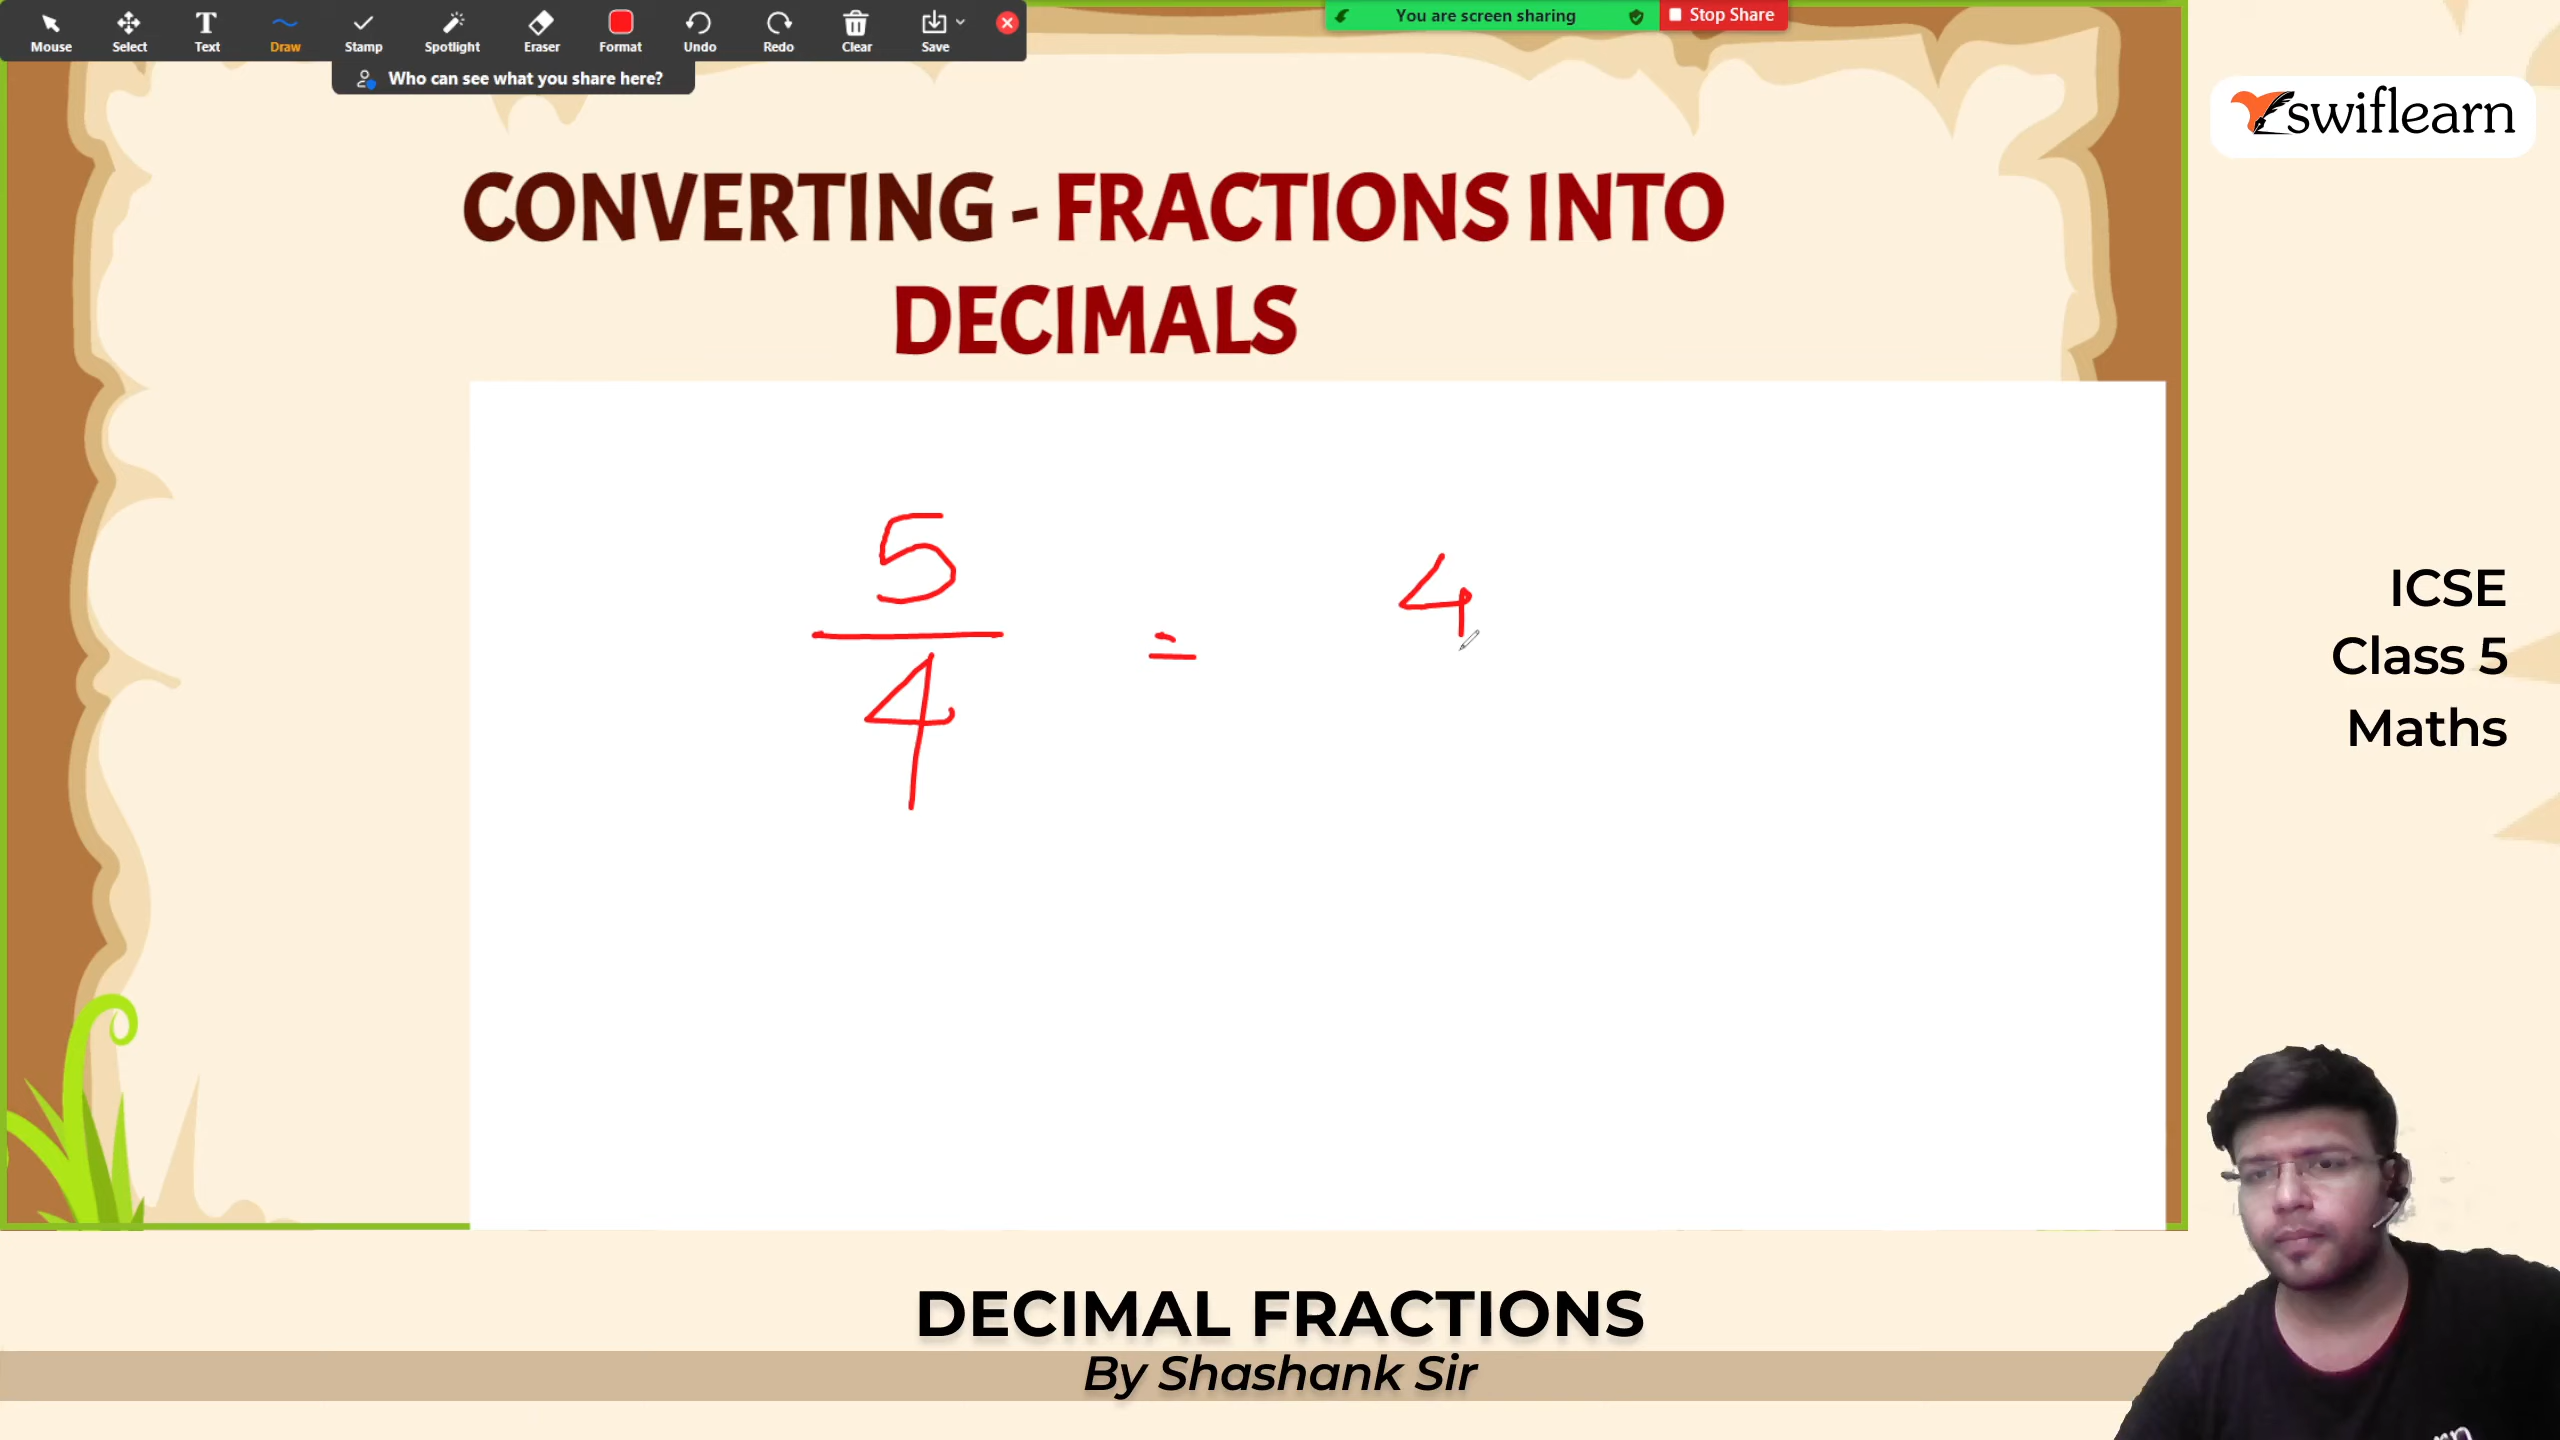 Mouse Select Text Draw Stamp Spotlight Eraser Format Undo Redo Clear Save
You are screen sharing Stop Share
Who can see what you share here?
swiflearn
CONVERTING - FRACTIONS INTO
DECIMALS
5
4
=
4
ICSE
Class 5
Maths
DECIMAL FRACTIONS
By Shashank Sir